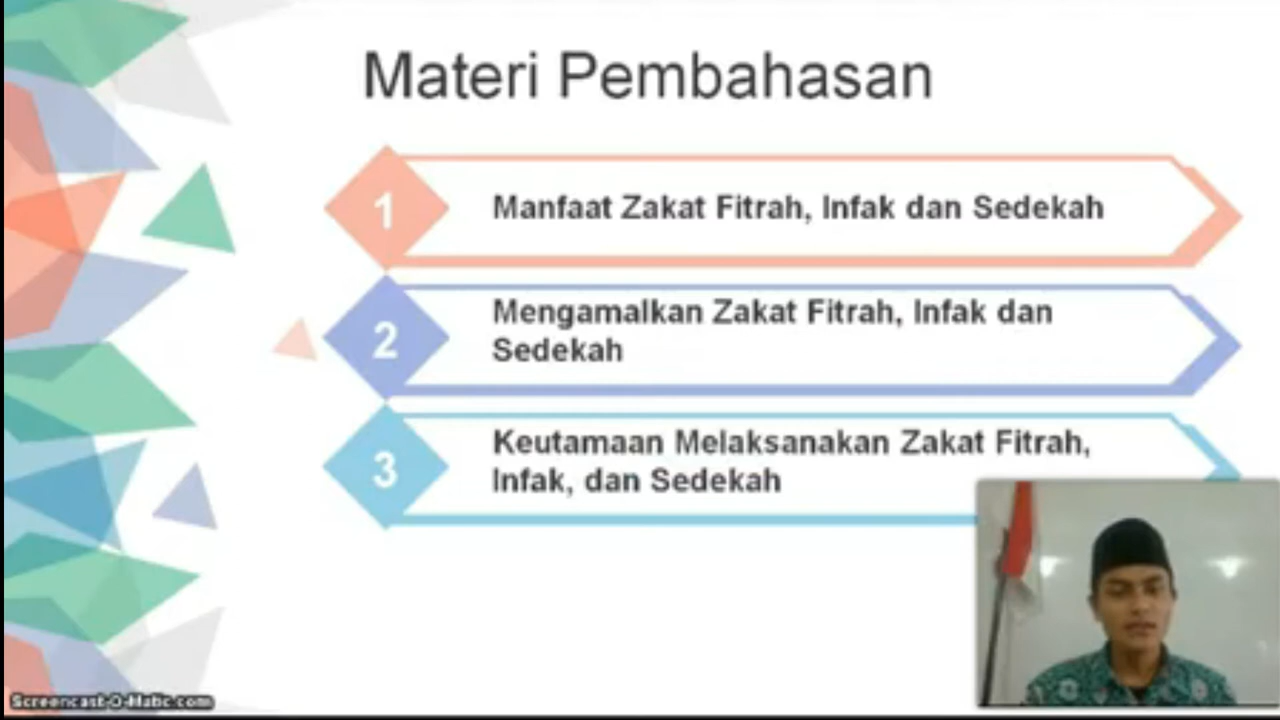 Materi Pembahasan
1
Manfaat Zakat Fitrah, Infak dan Sedekah
2
Mengamalkan Zakat Fitrah, Infak dan
Sedekah
3
Keutamaan Melaksanakan Zakat Fitrah,
Infak, dan Sedekah
Screencast-O-Matic.com